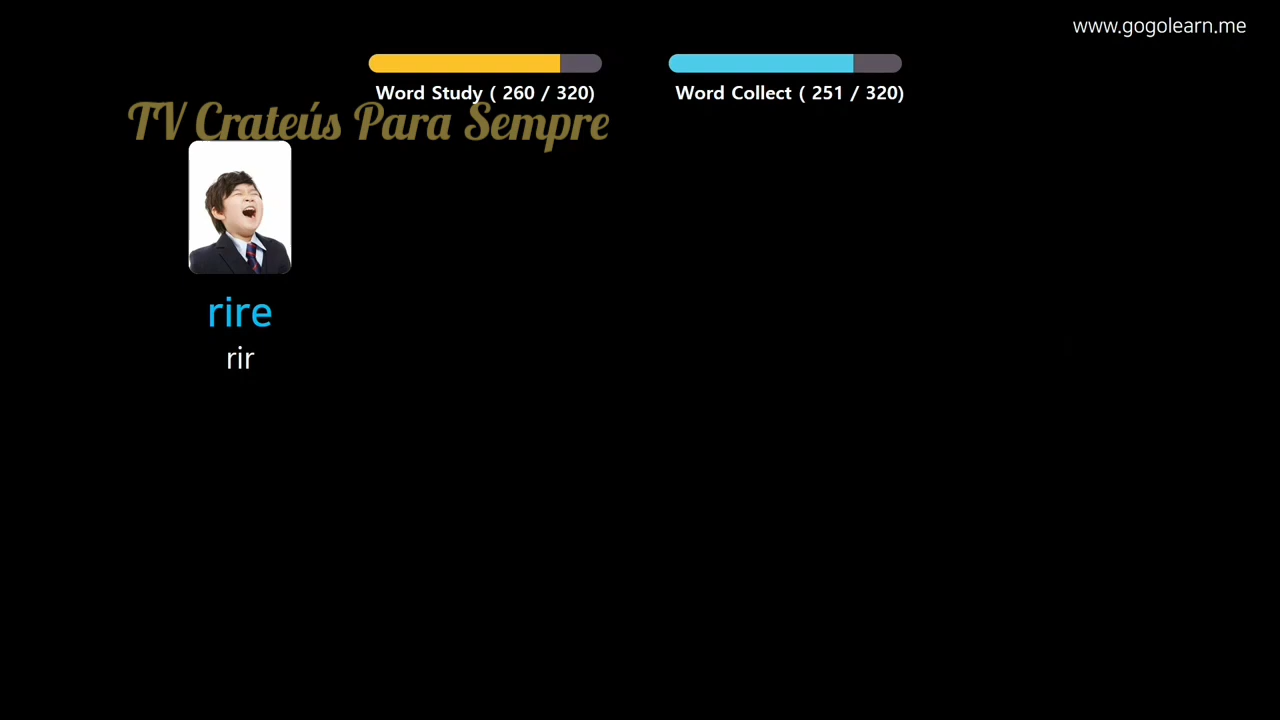 www.gogolearn.me
Word Study ( 260 / 320)
Word Collect ( 251 / 320)
TV Crateús Para Sempre
rire
rir